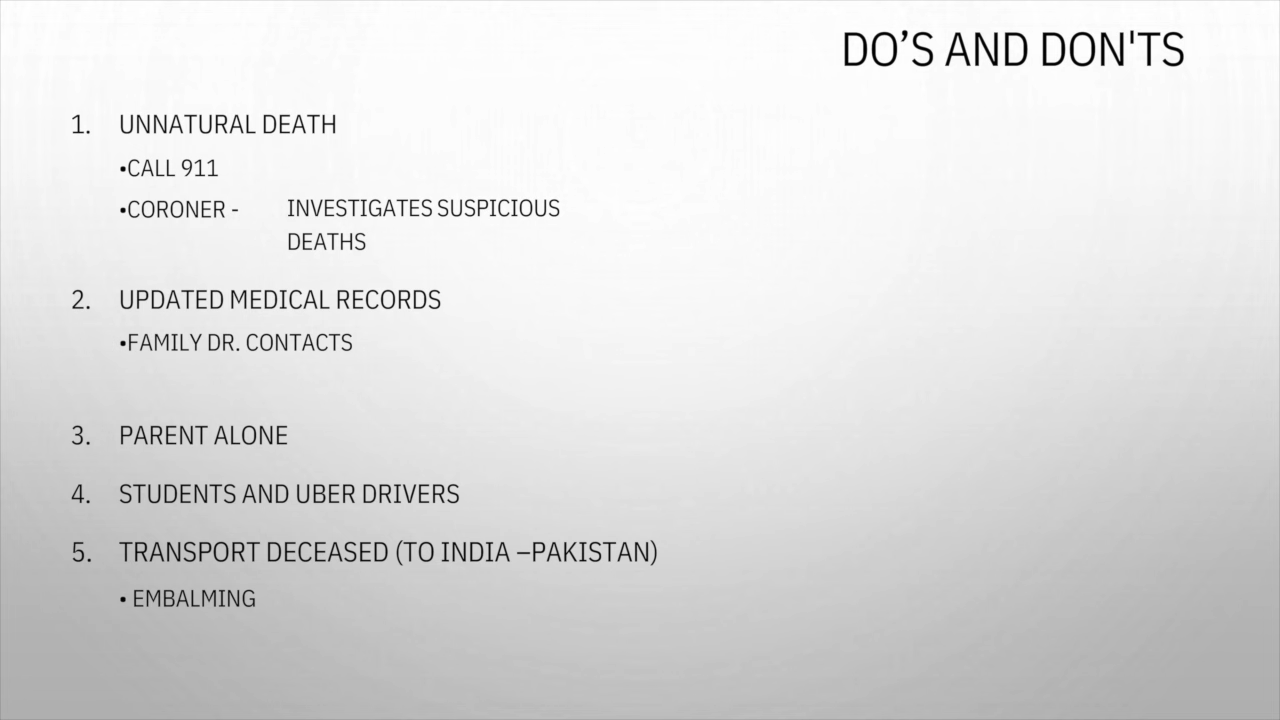 DO’S AND DON'TS
1. UNNATURAL DEATH
•CALL 911
•CORONER - INVESTIGATES SUSPICIOUS
DEATHS
2. UPDATED MEDICAL RECORDS
•FAMILY DR. CONTACTS
3. PARENT ALONE
4. STUDENTS AND UBER DRIVERS
5. TRANSPORT DECEASED (TO INDIA –PAKISTAN)
• EMBALMING